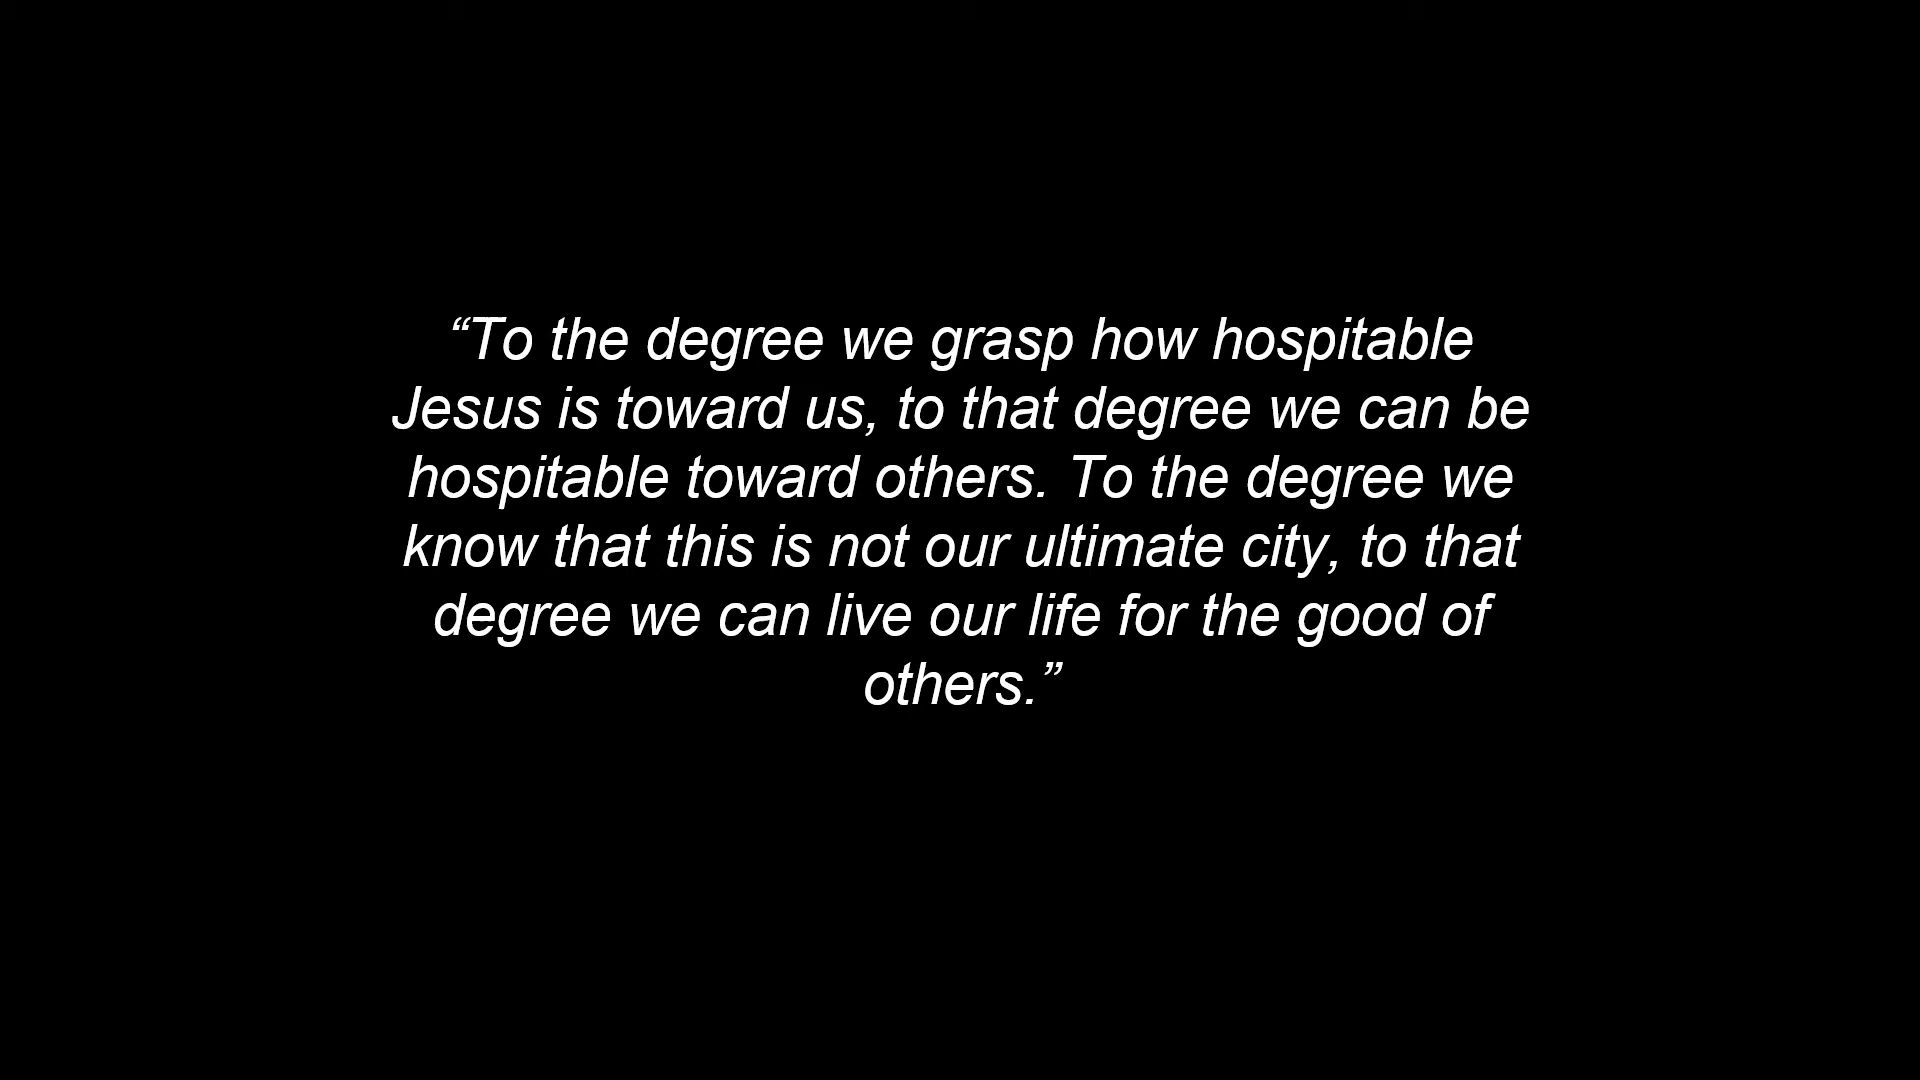 “To the degree we grasp how hospitable
Jesus is toward us, to that degree we can be
hospitable toward others. To the degree we
know that this is not our ultimate city, to that
degree we can live our life for the good of
others.”